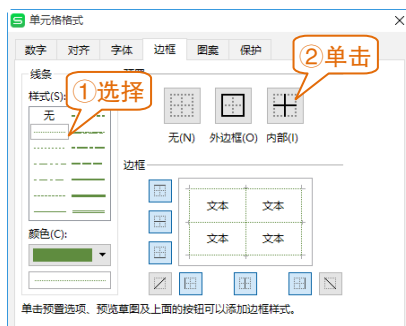 单元格格式
数字 对齐 字体 边框 图案 保护
②单击
线条
样式(S):
①选择
无
无(N) 外边框(O) 内部(I)
边框
文本 文本
文本 文本
颜色(C):
单击预置选项、预览草图及上面的按钮可以添加边框样式。